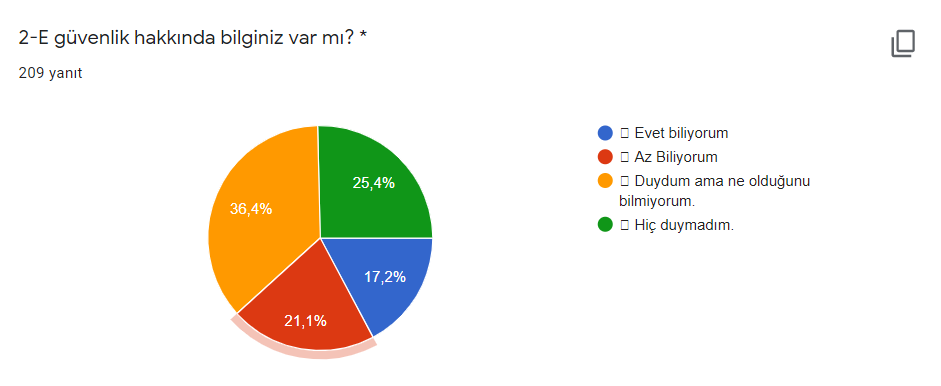 2-E güvenlik hakkında bilginiz var mı? *
209 yanıt
25,4%
36,4%
17,2%
21,1%
▯ Evet biliyorum
▯ Az Biliyorum
▯ Duydum ama ne olduğunu
bilmiyorum.
▯ Hiç duymadım.